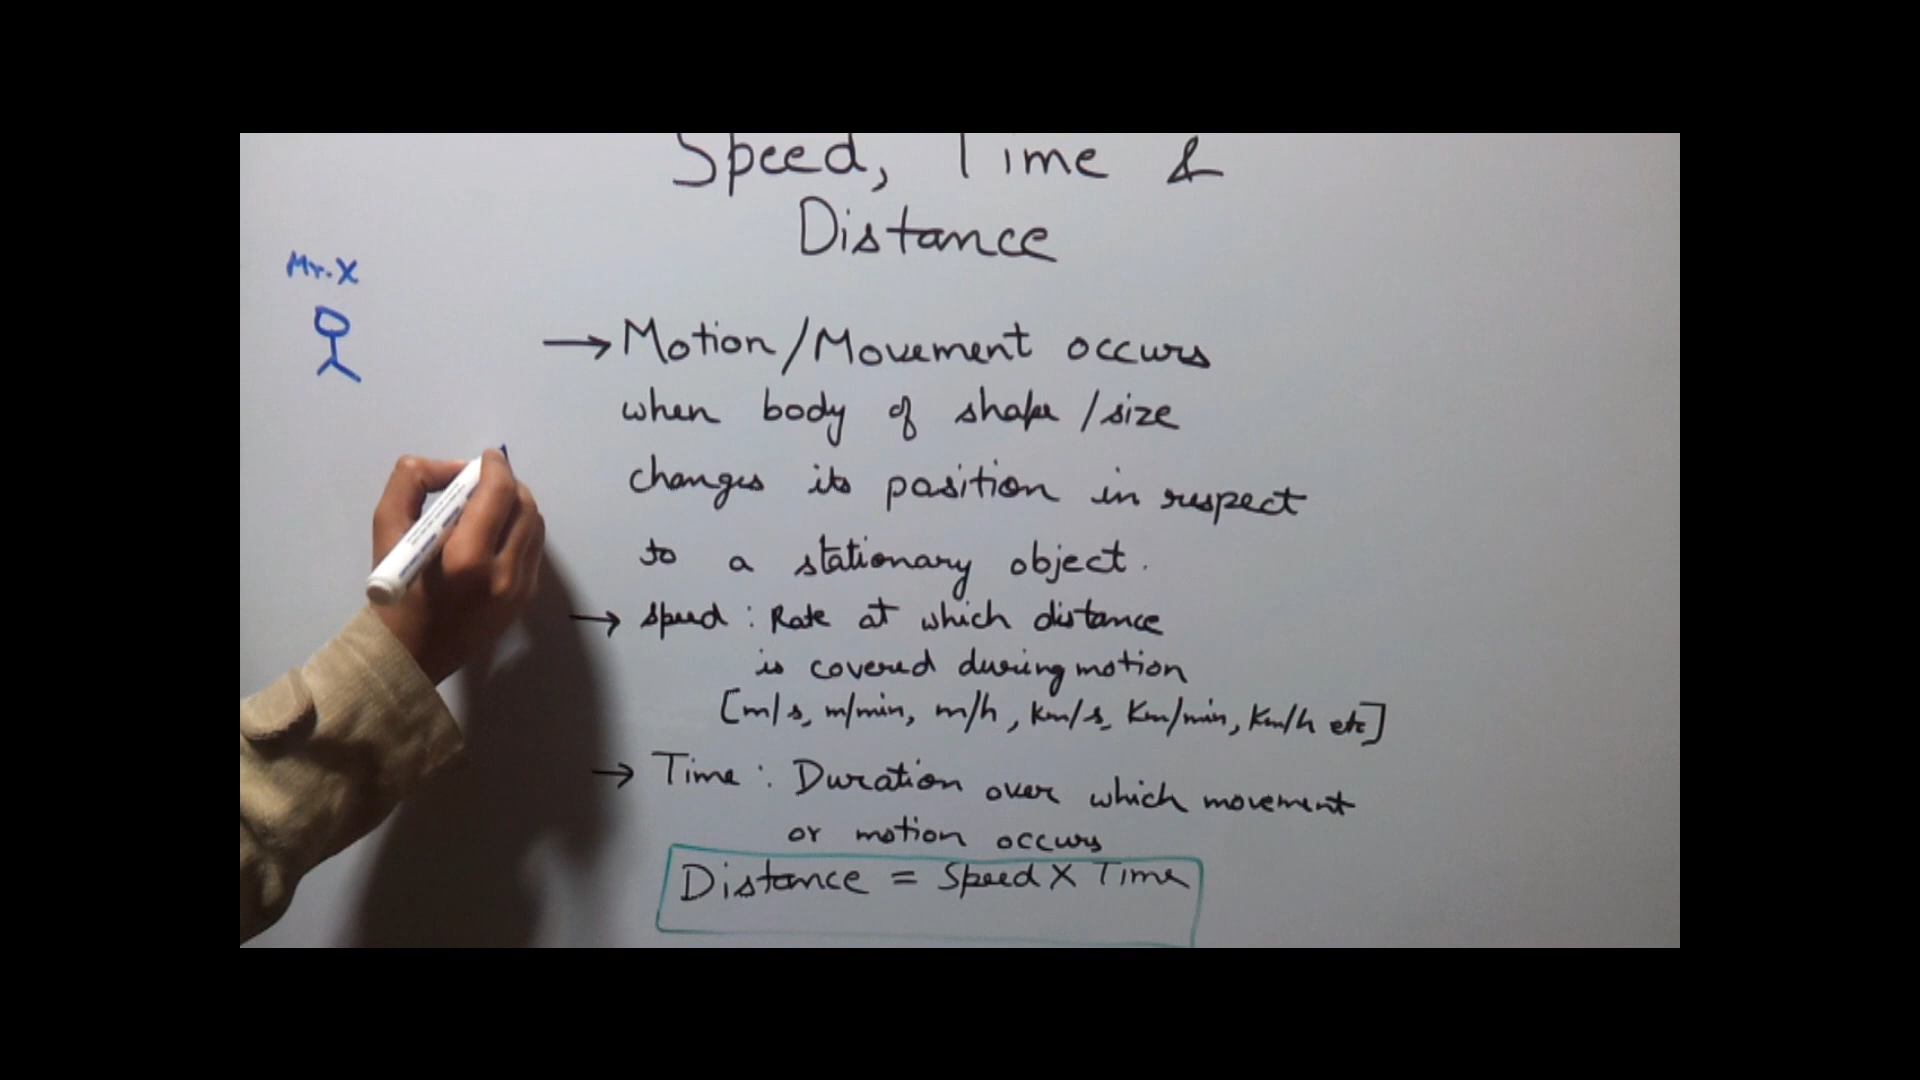 Speed, Time &
Distance
Mr. X
→ Motion/Movement occurs
when body of shape/size
changes its position in respect
to a stationary object.
→ Speed : Rate at which distance
is covered during motion
[m/s, m/min, m/h, km/s, Km/min, Km/h etc]
→ Time : Duration over which movement
or motion occurs
Distance = Speed X Time